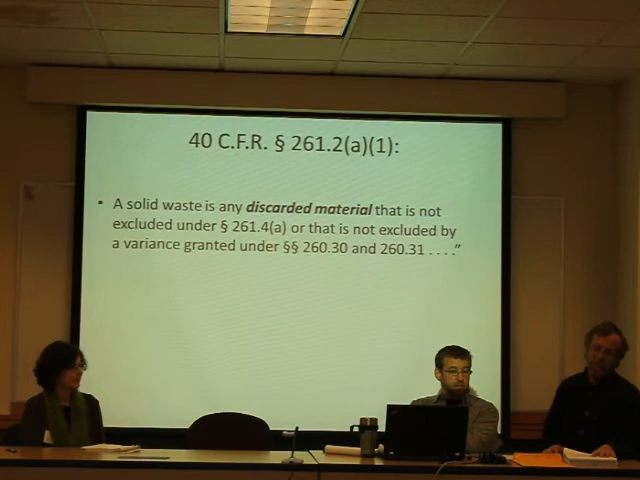 40 C.F.R. § 261.2(a)(1):
• A solid waste is any discarded material that is not
excluded under § 261.4(a) or that is not excluded by
a variance granted under §§ 260.30 and 260.31 . . . .”